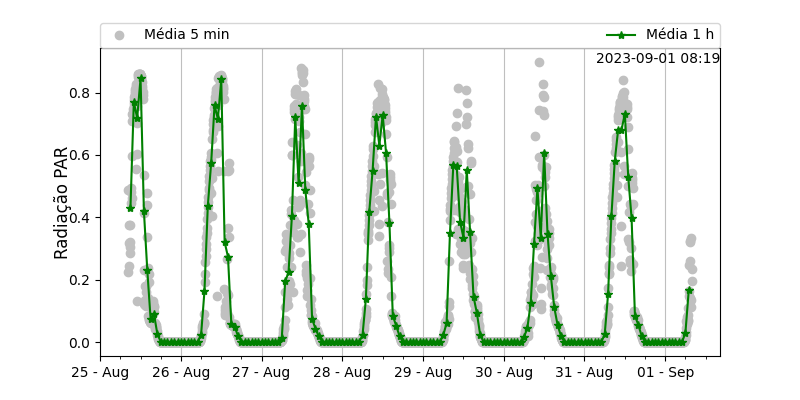 Média 5 min
Média 1 h
2023-09-01 08:19
Radiação PAR
0.8
0.6
0.4
0.2
0.0
25 - Aug
26 - Aug
27 - Aug
28 - Aug
29 - Aug
30 - Aug
31 - Aug
01 - Sep